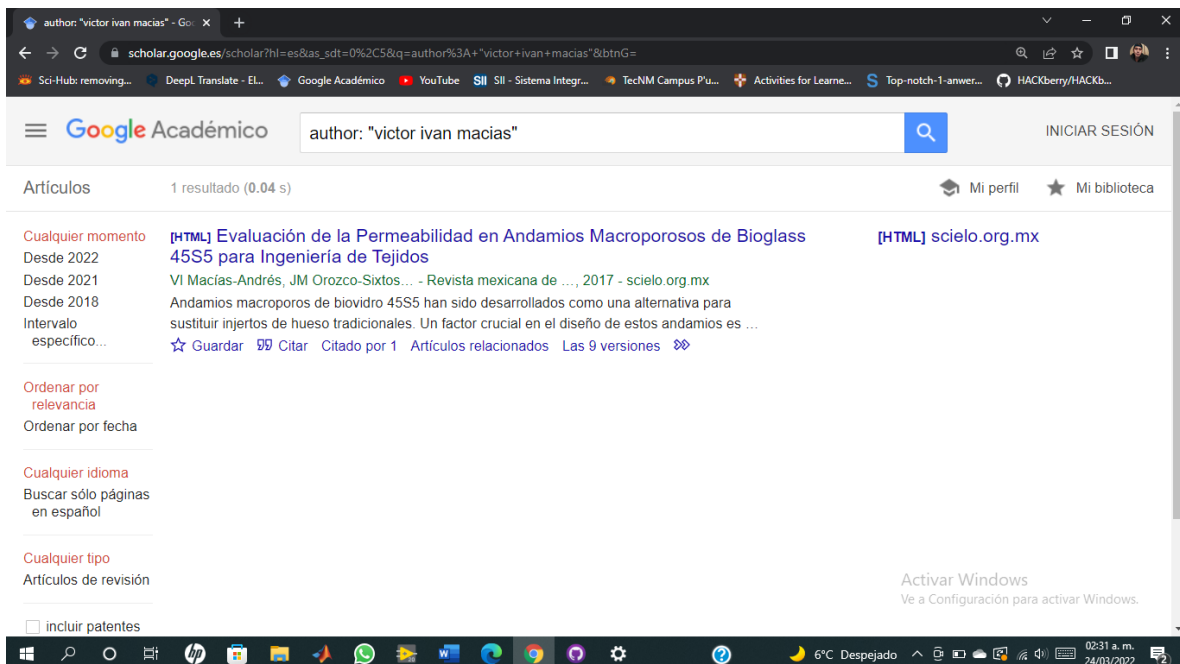 author: "victor ivan macias" - Goo
scholar.google.es/scholar?hl=es&as_sdt=0%2C5&q=author%3A+"victor+ivan+macias"&btnG=
Sci-Hub: removing... DeepL Translate - El... Google Académico YouTube SII SII - Sistema Integr... TecNM Campus P'u... Activities for Learne... S Top-notch-1-anwer... HACKberry/HACKb...
Google Académico author: "victor ivan macias" INICIAR SESIÓN
Artículos 1 resultado (0.04 s) Mi perfil Mi biblioteca
Cualquier momento
Desde 2022
Desde 2021
Desde 2018
Intervalo
específico...
Ordenar por
relevancia
Ordenar por fecha
Cualquier idioma
Buscar sólo páginas
en español
Cualquier tipo
Artículos de revisión
incluir patentes
[HTML] Evaluación de la Permeabilidad en Andamios Macroporosos de Bioglass
45S5 para Ingeniería de Tejidos
VI Macías-Andrés, JM Orozco-Sixtos... - Revista mexicana de ..., 2017 - scielo.org.mx
Andamios macroporos de biovidro 45S5 han sido desarrollados como una alternativa para
sustituir injertos de hueso tradicionales. Un factor crucial en el diseño de estos andamios es ...
Guardar Citar Citado por 1 Artículos relacionados Las 9 versiones
[HTML] scielo.org.mx
Activar Windows
Ve a Configuración para activar Windows.
hp 6°C Despejado 02:31 a. m.
24/03/2022 2